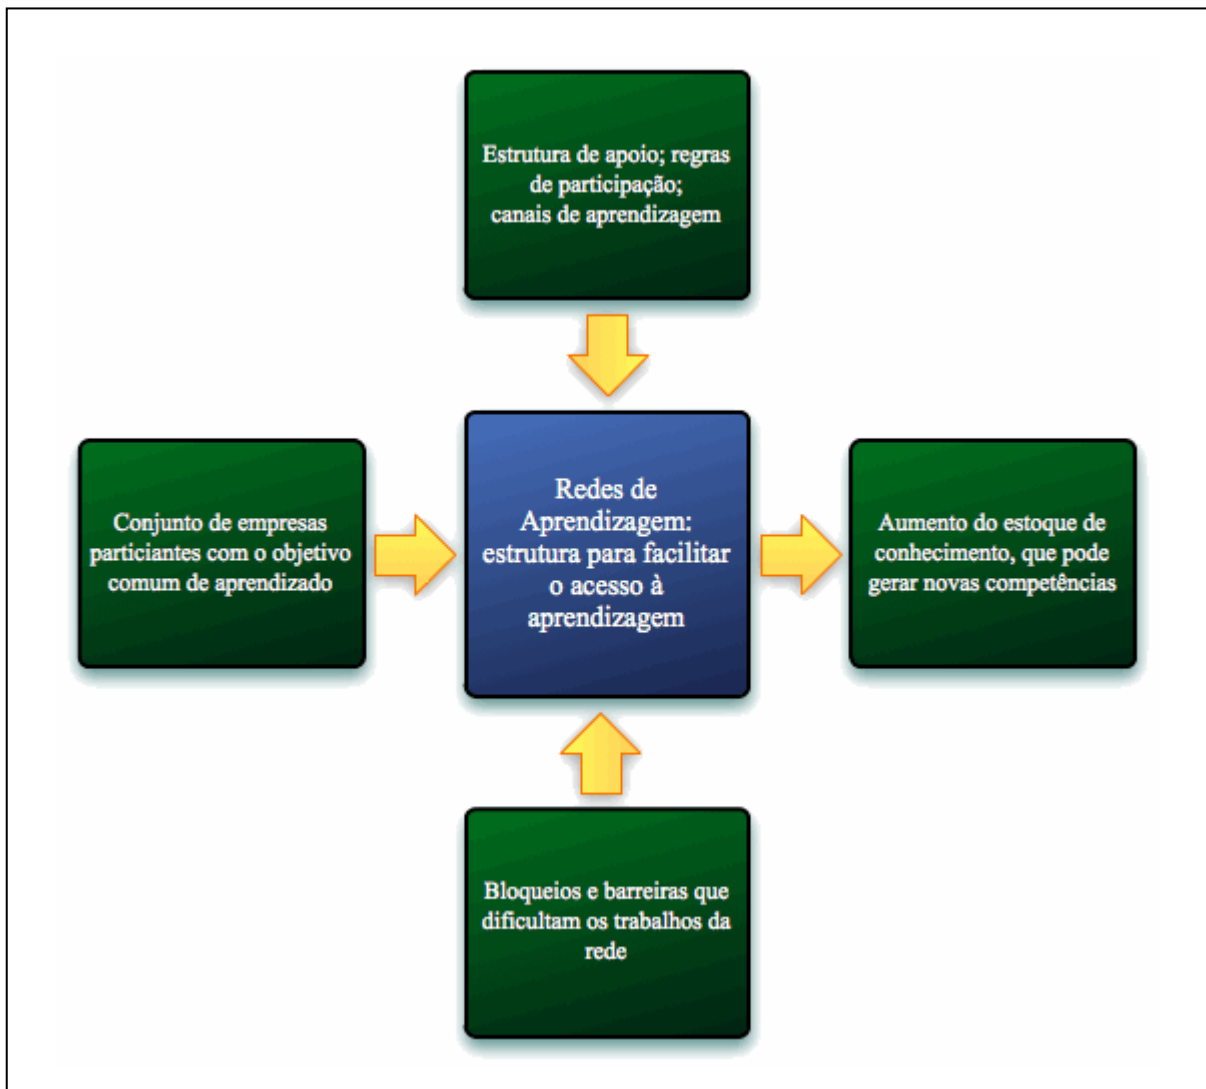 Estrutura de apoio; regras
de participação;
canais de aprendizagem
Conjunto de empresas
particiantes com o objetivo
comum de aprendizado
Redes de
Aprendizagem:
estrutura para facilitar
o acesso à
aprendizagem
Aumento do estoque de
conhecimento, que pode
gerar novas competências
Bloqueios e barreiras que
dificultam os trabalhos da
rede